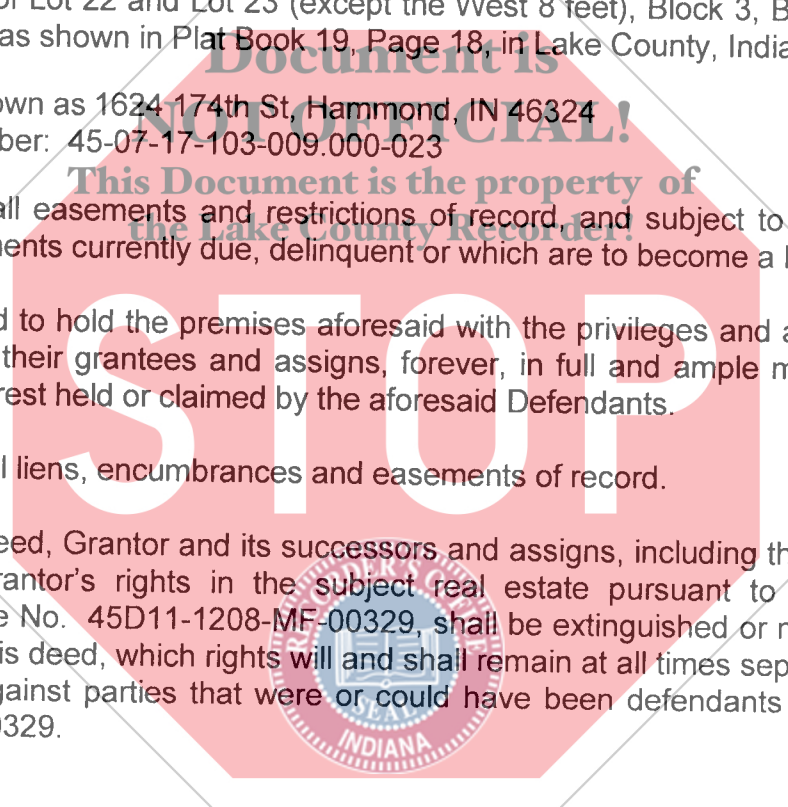 of Lot 22 and Lot 23 (except the West 8 feet), Block 3, B
as shown in Plat Book 19, Page 18, in Lake County, India
Document is
own as 1624 174th St, Hammond, IN 46324
NOT OFFICIAL!
ber: 45-07-17-103-009.000-023
This Document is the property of
all easements and restrictions of record, and subject to
the Lake County Recorder!
ents currently due, delinquent or which are to become a l
d to hold the premises aforesaid with the privileges and a
their grantees and assigns, forever, in full and ample m
rest held or claimed by the aforesaid Defendants.
STOP
l liens, encumbrances and easements of record.
eed, Grantor and its successors and assigns, including th
rantor's rights in the subject real estate pursuant to
e No. 45D11-1208-MF-00329, shall be extinguished or n
is deed, which rights will and shall remain at all times sep
gainst parties that were or could have been defendants
0329.
RECORDER'S OFFICE
SEAL
INDIANA